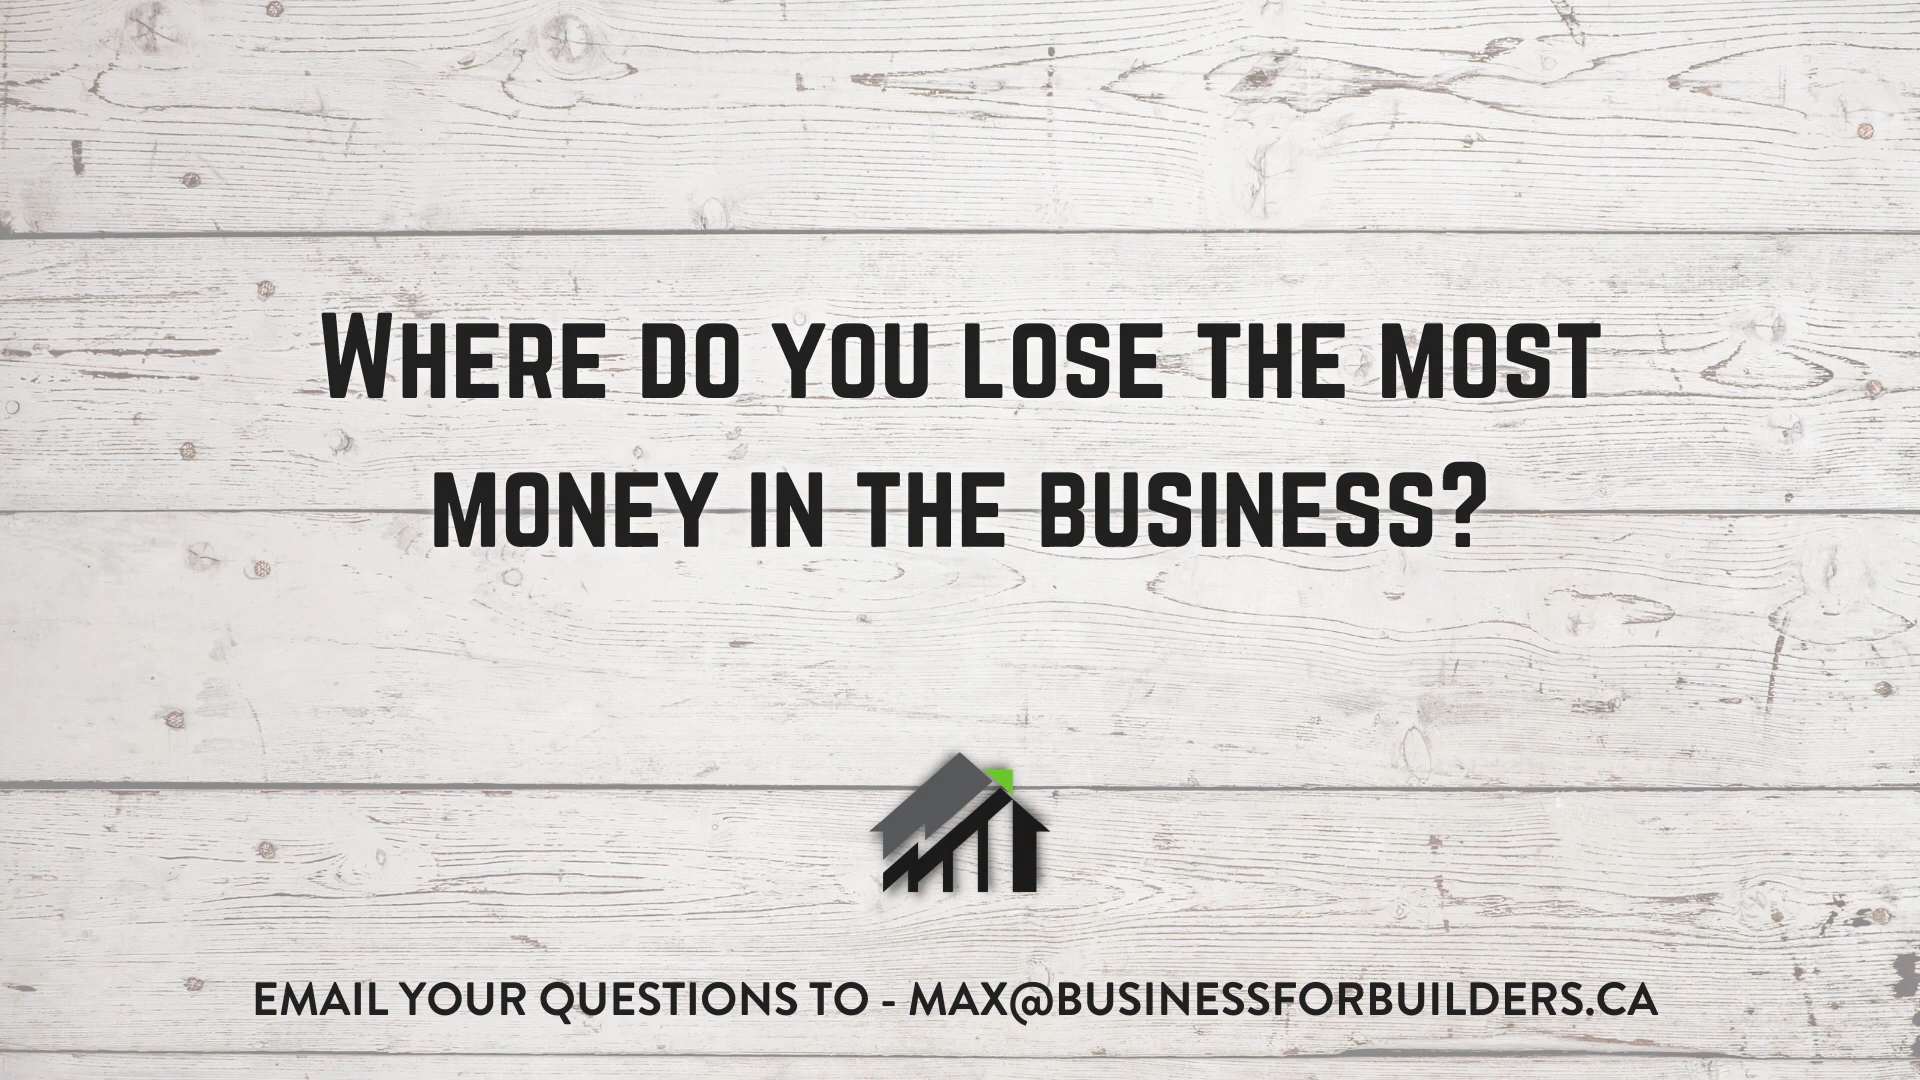 Where do you lose the most
money in the business?
EMAIL YOUR QUESTIONS TO - MAX@BUSINESSFORBUILDERS.CA